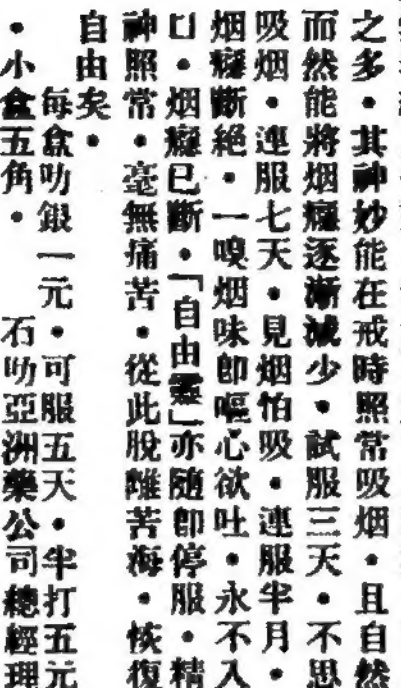 之多・其神妙能在戒時照常吸烟・且自然
而然能將烟癮逐漸減少・試服三天・不思
吸烟・連服七天・見烟怕吸・連服半月・
烟癮斷絕・一嗅烟味即嘔心欲吐・永不入
口・烟癮已斷・「自由靈」亦隨即停服・精
神照常・毫無痛苦・從此脫離苦海・恢復
自由矣・
每盒叻銀一元・可服五天・半打五元
・小盒五角・　石叻亞洲藥公司總經理